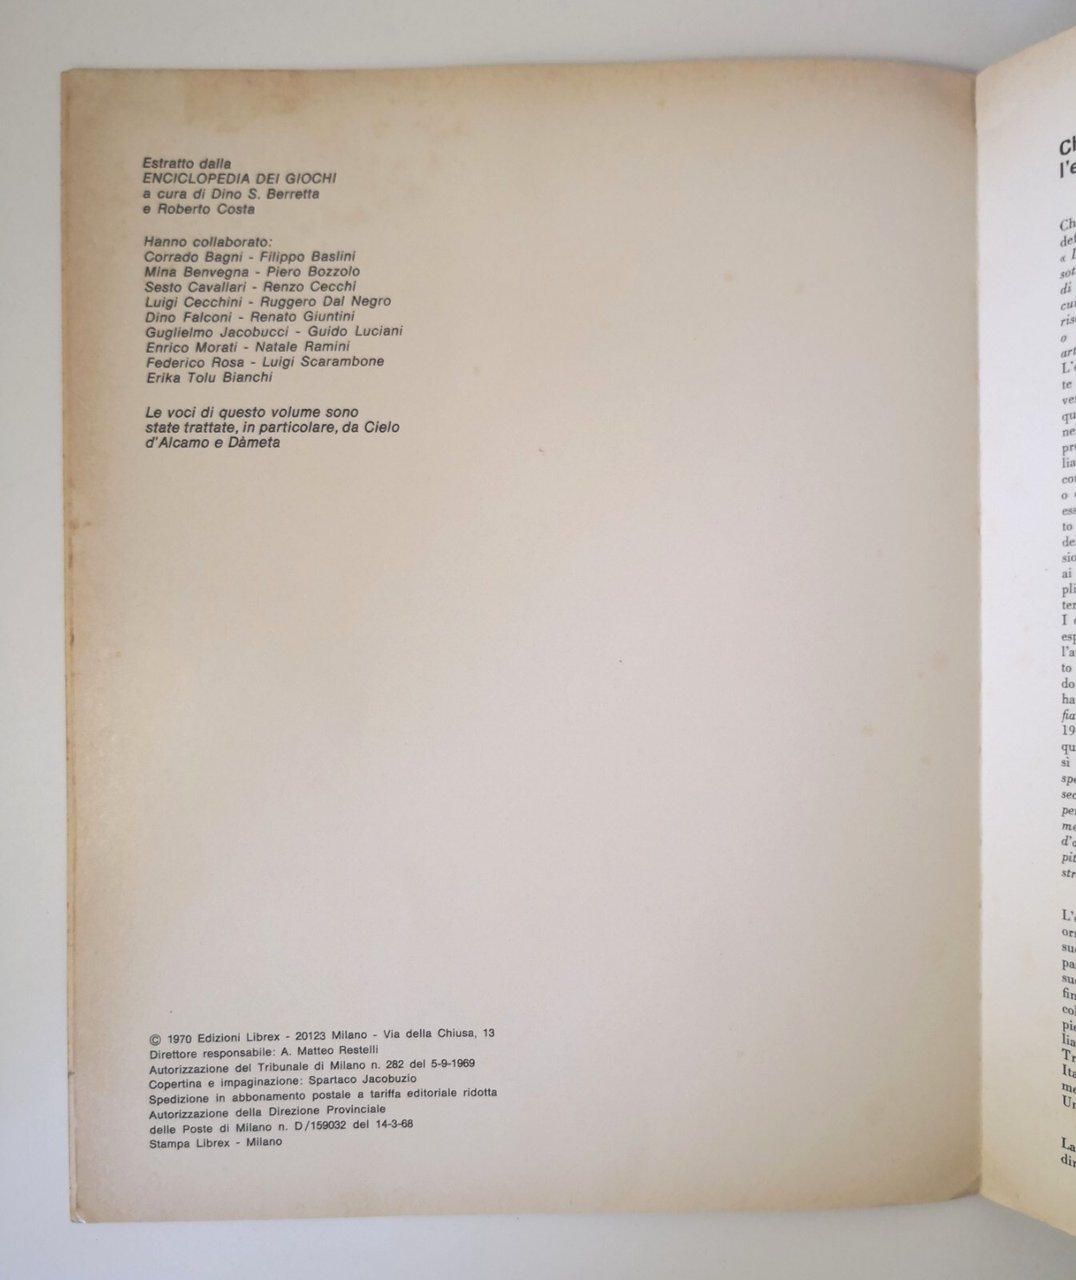 Estratto dalla
ENCICLOPEDIA DEI GIOCHI
a cura di Dino S. Berretta
e Roberto Costa
Hanno collaborato:
Corrado Bagni - Filippo Baslini
Mina Benvegna - Piero Bozzolo
Sesto Cavallari - Renzo Cecchi
Luigi Cecchini - Ruggero Dal Negro
Dino Falconi - Renato Giuntini
Guglielmo Jacobucci - Guido Luciani
Enrico Morati - Natale Ramini
Federico Rosa - Luigi Scarambone
Erika Tolu Bianchi
Le voci di questo volume sono
state trattate, in particolare, da Cielo
d'Alcamo e Dàmeta
© 1970 Edizioni Librex - 20123 Milano - Via della Chiusa, 13
Direttore responsabile: A. Matteo Restelli
Autorizzazione del Tribunale di Milano n. 282 del 5-9-1969
Copertina e impaginazione: Spartaco Jacobuzio
Spedizione in abbonamento postale a tariffa editoriale ridotta
Autorizzazione della Direzione Provinciale
delle Poste di Milano n. D/159032 del 14-3-68
Stampa Librex - Milano